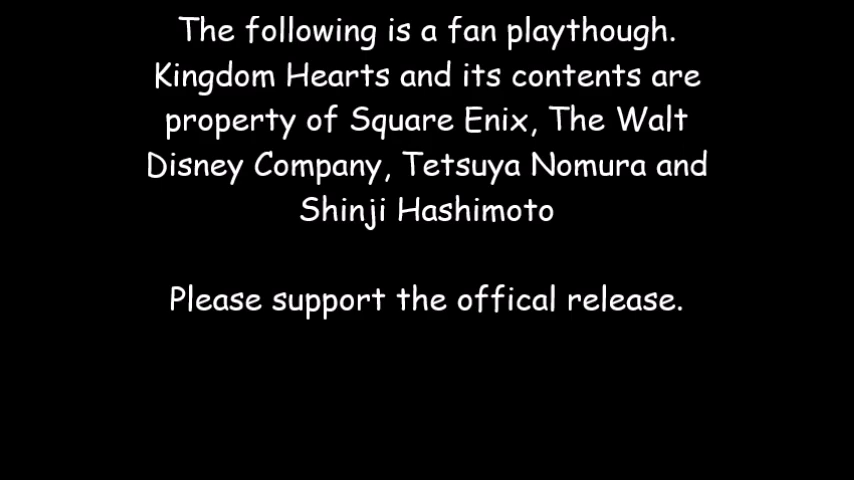 The following is a fan playthough.
Kingdom Hearts and its contents are
property of Square Enix, The Walt
Disney Company, Tetsuya Nomura and
Shinji Hashimoto
Please support the offical release.